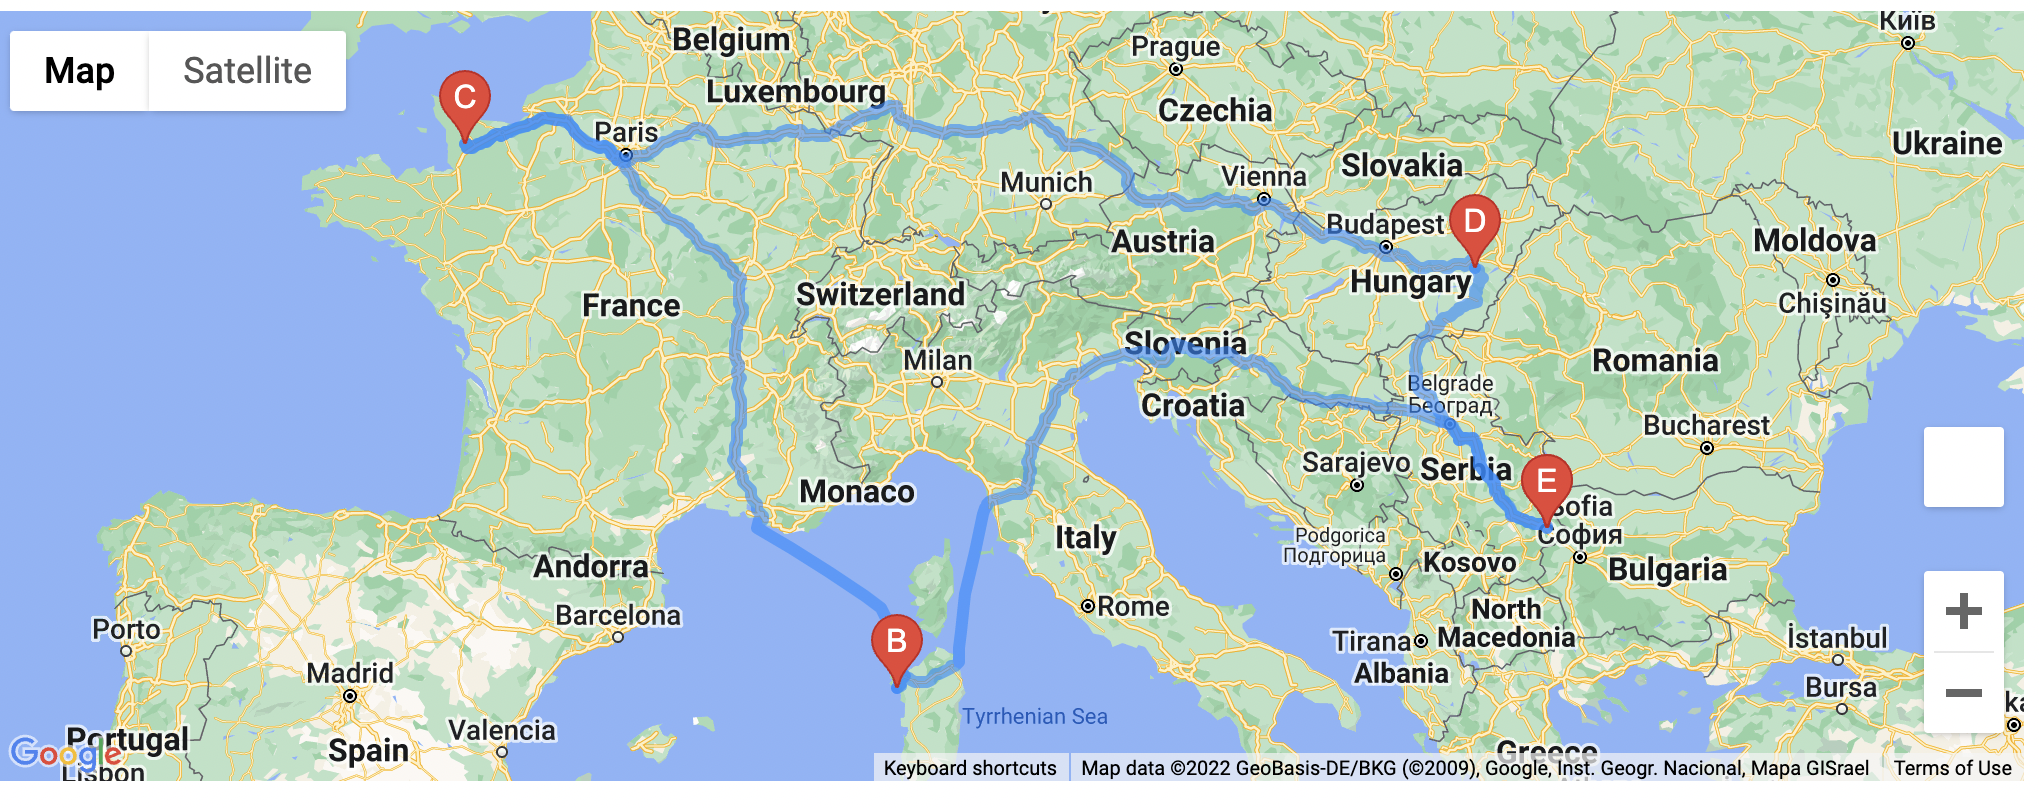 Київ
Belgium
Prague
Map
Satellite
Luxembourg
C
Czechia
Paris
Ukraine
Slovakia
Munich
Vienna
Budapest
D
Austria
Moldova
Hungary
Switzerland
France
Chișinău
Slovenia
Milan
Romania
Belgrade
Београд
Croatia
Bucharest
Sarajevo
Serbia
E
Monaco
Sofia
София
Italy
Podgorica
Подгорица
Kosovo
Bulgaria
Andorra
Rome
North
Macedonia
Barcelona
Porto
B
Tirana
İstanbul
Albania
Madrid
Bursa
Tyrrhenian Sea
Valencia
Portugal
Spain
Google
Lisbon
Greece
Keyboard shortcuts
Map data ©2022 GeoBasis-DE/BKG (©2009), Google, Inst. Geogr. Nacional, Mapa GISrael
Terms of Use